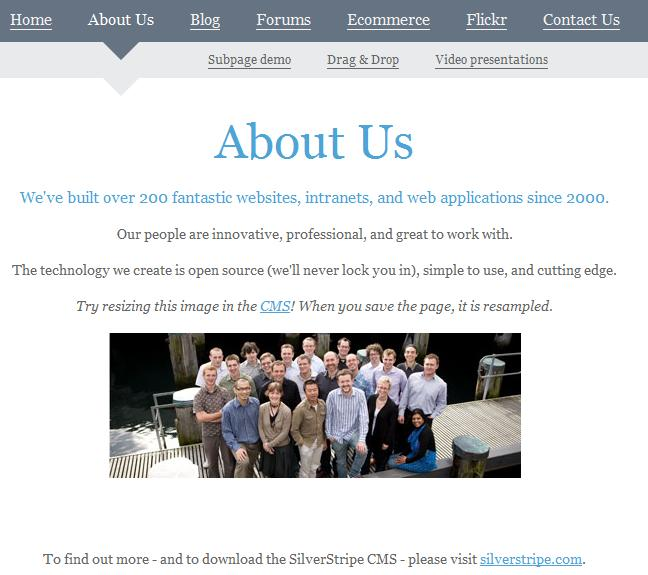 Home About Us Blog Forums Ecommerce Flickr Contact Us
Subpage demo Drag & Drop Video presentations
About Us
We've built over 200 fantastic websites, intranets, and web applications since 2000.
Our people are innovative, professional, and great to work with.
The technology we create is open source (we'll never lock you in), simple to use, and cutting edge.
Try resizing this image in the CMS! When you save the page, it is resampled.
To find out more - and to download the SilverStripe CMS - please visit silverstripe.com.